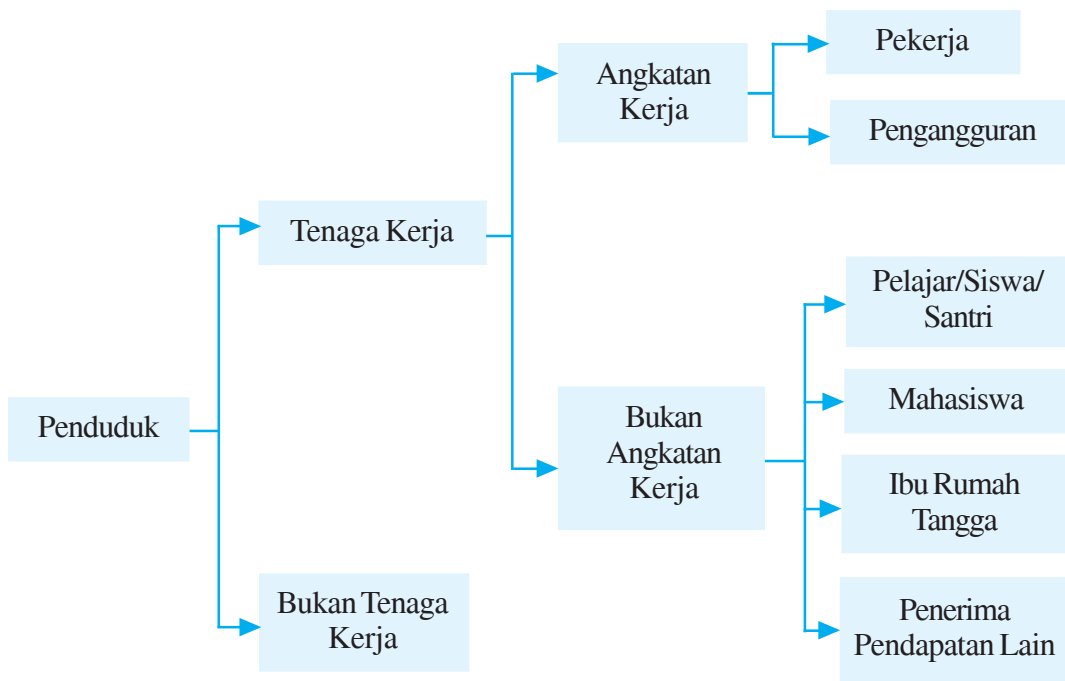 Penduduk
Tenaga Kerja
Bukan Tenaga
Kerja
Angkatan
Kerja
Bukan
Angkatan
Kerja
Pekerja
Pengangguran
Pelajar/Siswa/
Santri
Mahasiswa
Ibu Rumah
Tangga
Penerima
Pendapatan Lain